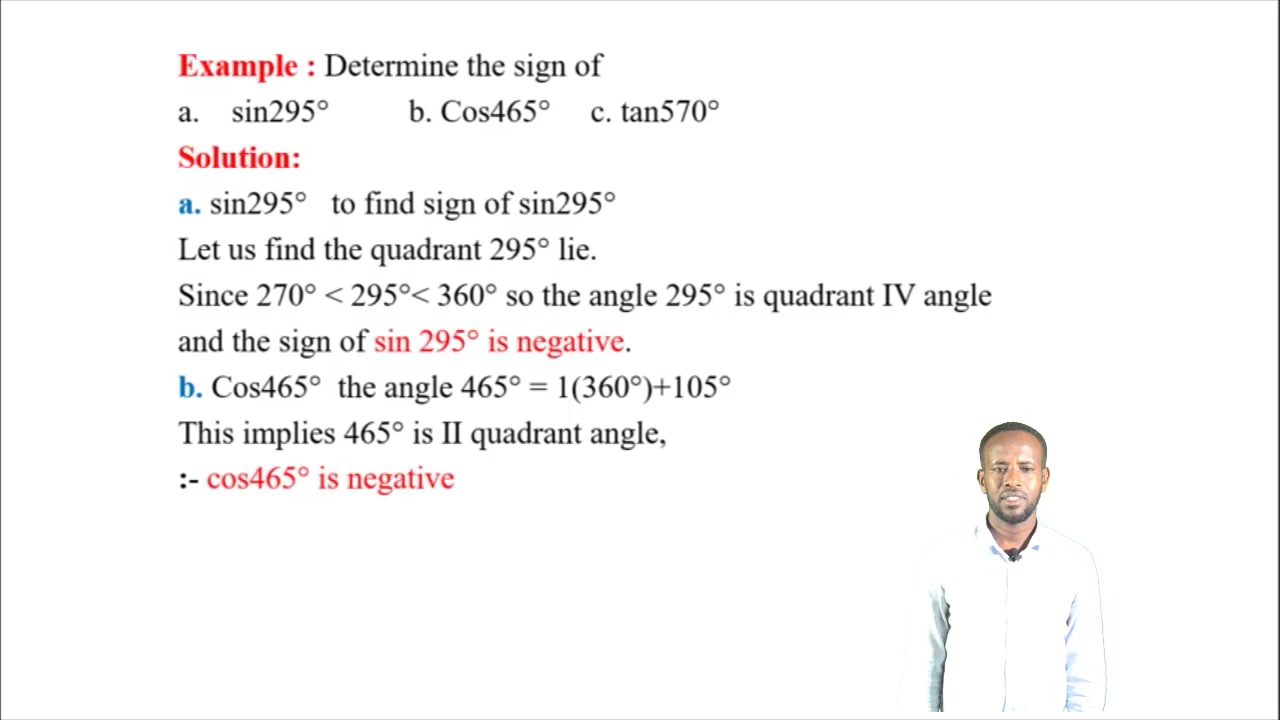 Example : Determine the sign of
a. sin295° b. Cos465° c. tan570°
Solution:
a. sin295° to find sign of sin295°
Let us find the quadrant 295° lie.
Since 270° < 295°< 360° so the angle 295° is quadrant IV angle
and the sign of sin 295° is negative.
b. Cos465° the angle 465° = 1(360°)+105°
This implies 465° is II quadrant angle,
:- cos465° is negative